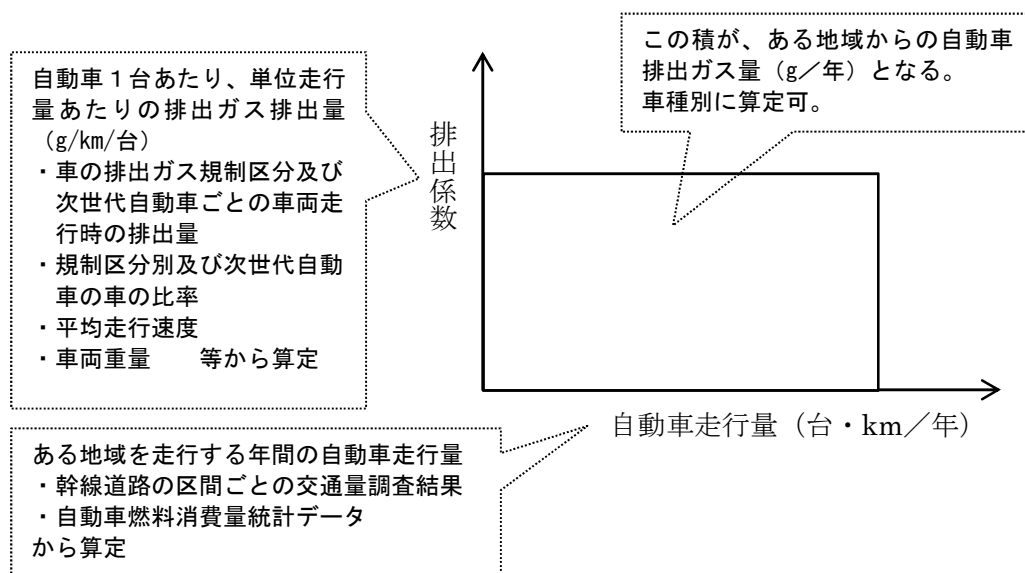 自動車１台あたり、単位走行
量あたりの排出ガス排出量
（g/km/台）
・車の排出ガス規制区分及び
次世代自動車ごとの車両走
行時の排出量
・規制区分別及び次世代自動
車の車の比率
・平均走行速度
・車両重量　　等から算定
排出係数
この積が、ある地域からの自動車
排出ガス量（g／年）となる。
車種別に算定可。
自動車走行量（台・km／年）
ある地域を走行する年間の自動車走行量
・幹線道路の区間ごとの交通量調査結果
・自動車燃料消費量統計データ
から算定